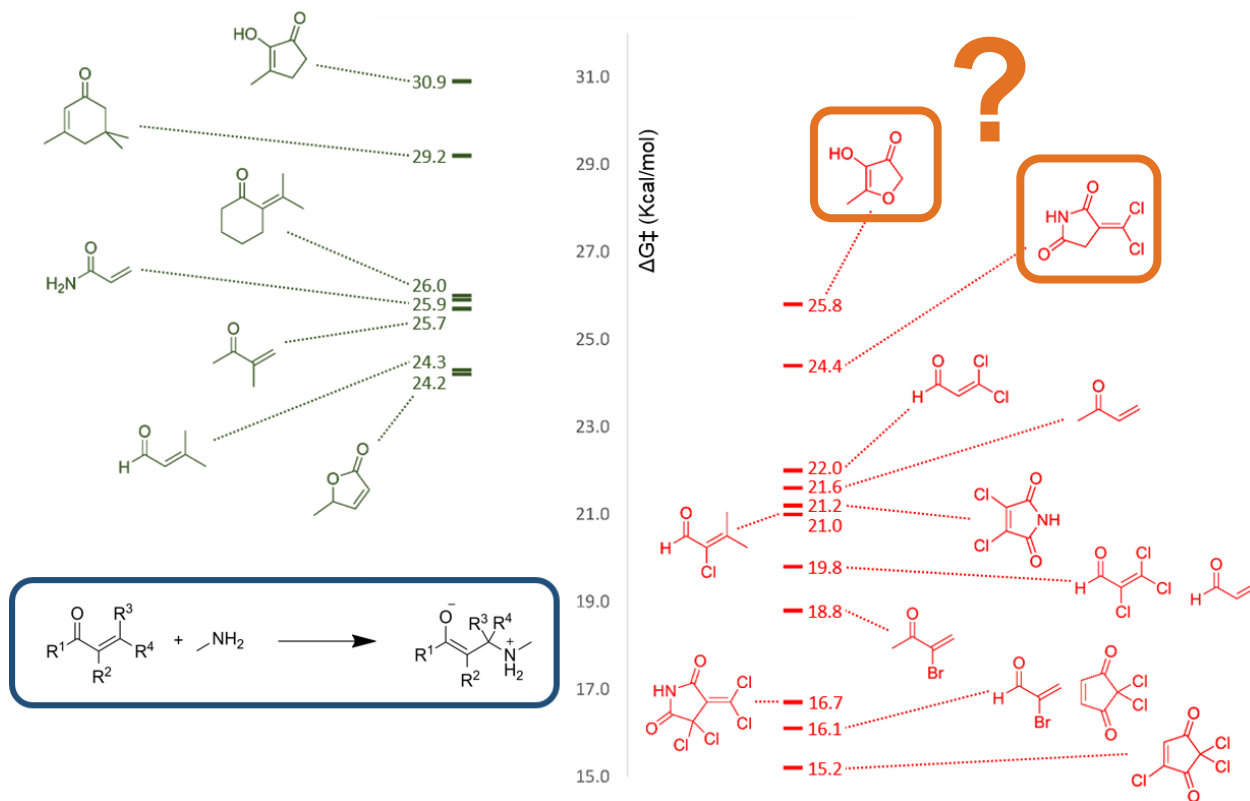 ?
HO
O
O
O
H₂N
O
O
H
O
O
O
30.9
29.2
26.0
25.9
25.7
24.3
24.2
31.0
29.0
27.0
25.0
23.0
21.0
19.0
17.0
15.0
ΔG‡ (Kcal/mol)
O
R¹
R²
R³
R⁴
+
NH₂
O⁻
R¹
R²
R³ R⁴
N⁺
H₂
HO
O
O
O
HN
O
Cl
Cl
25.8
24.4
22.0
21.6
21.2
21.0
19.8
18.8
16.7
16.1
15.2
O
H
Cl
Cl
O
O
H
Cl
Cl
Cl
O
NH
O
O
H
Cl
Cl
Cl
O
H
O
Br
O
HN
O
Cl
Cl
Cl
Cl
O
H
Br
O
O
Cl
Cl
O
O
Cl
Cl
Cl